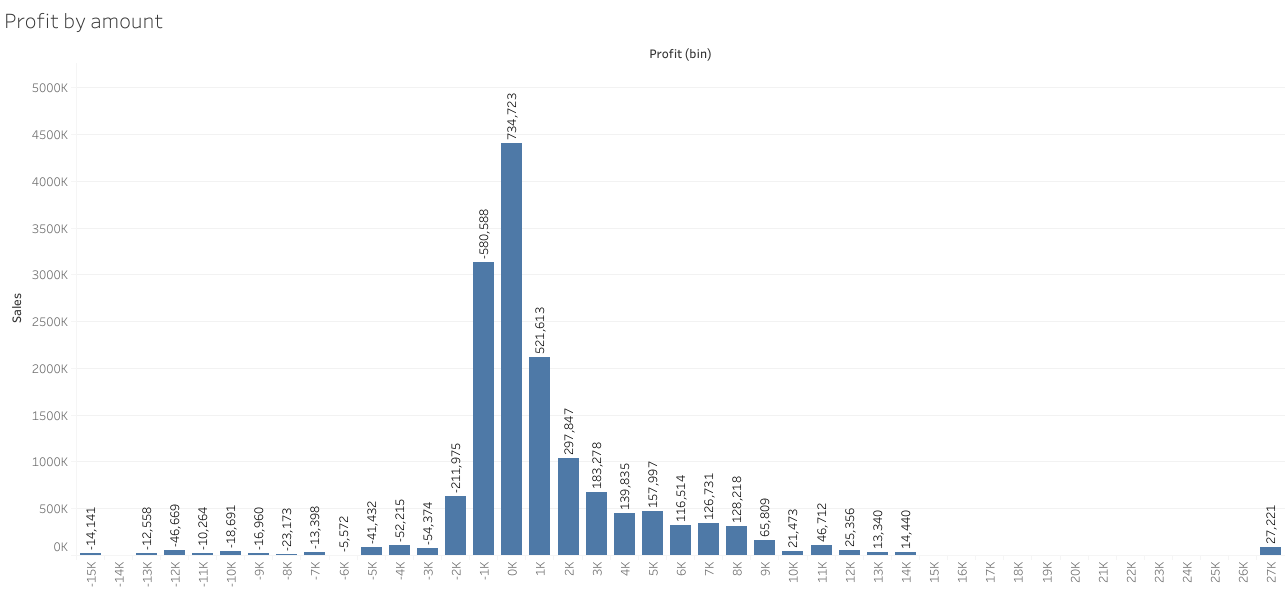 Profit by amount
Profit (bin)
5000K
4500K
4000K
3500K
3000K
2500K
2000K
1500K
1000K
500K
0K
Sales
-14,141
-12,558
-46,669
-10,264
-18,691
-16,960
-23,173
-13,398
-5,572
-41,432
-52,215
-54,374
-211,975
-580,588
734,723
521,613
297,847
183,278
139,835
157,997
116,514
126,731
128,218
65,809
21,473
46,712
25,356
13,340
14,440
27,221
-15K
-14K
-13K
-12K
-11K
-10K
-9K
-8K
-7K
-6K
-5K
-4K
-3K
-2K
-1K
0K
1K
2K
3K
4K
5K
6K
7K
8K
9K
10K
11K
12K
13K
14K
15K
16K
17K
18K
19K
20K
21K
22K
23K
24K
25K
26K
27K